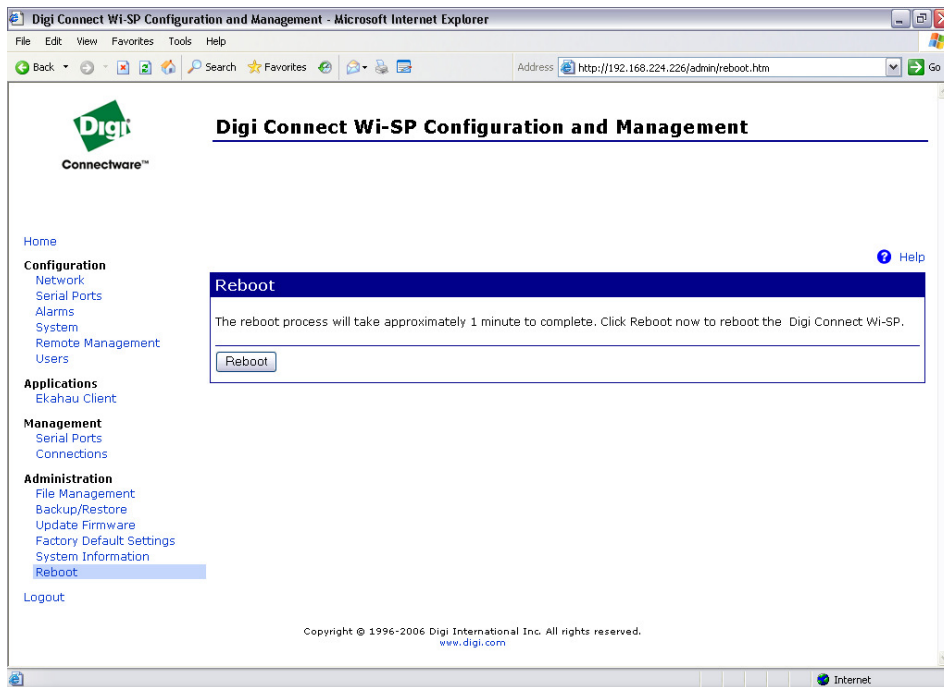 Digi Connect Wi-SP Configuration and Management - Microsoft Internet Explorer
File Edit View Favorites Tools Help
Back Search Favorites Address http://192.168.224.226/admin/reboot.htm Go
Digi
Connectware™
Digi Connect Wi-SP Configuration and Management
Home
Configuration
Network
Serial Ports
Alarms
System
Remote Management
Users
Applications
Ekahau Client
Management
Serial Ports
Connections
Administration
File Management
Backup/Restore
Update Firmware
Factory Default Settings
System Information
Reboot
Logout
? Help
Reboot
The reboot process will take approximately 1 minute to complete. Click Reboot now to reboot the Digi Connect Wi-SP.
Reboot
Copyright © 1996-2006 Digi International Inc. All rights reserved.
www.digi.com
Internet